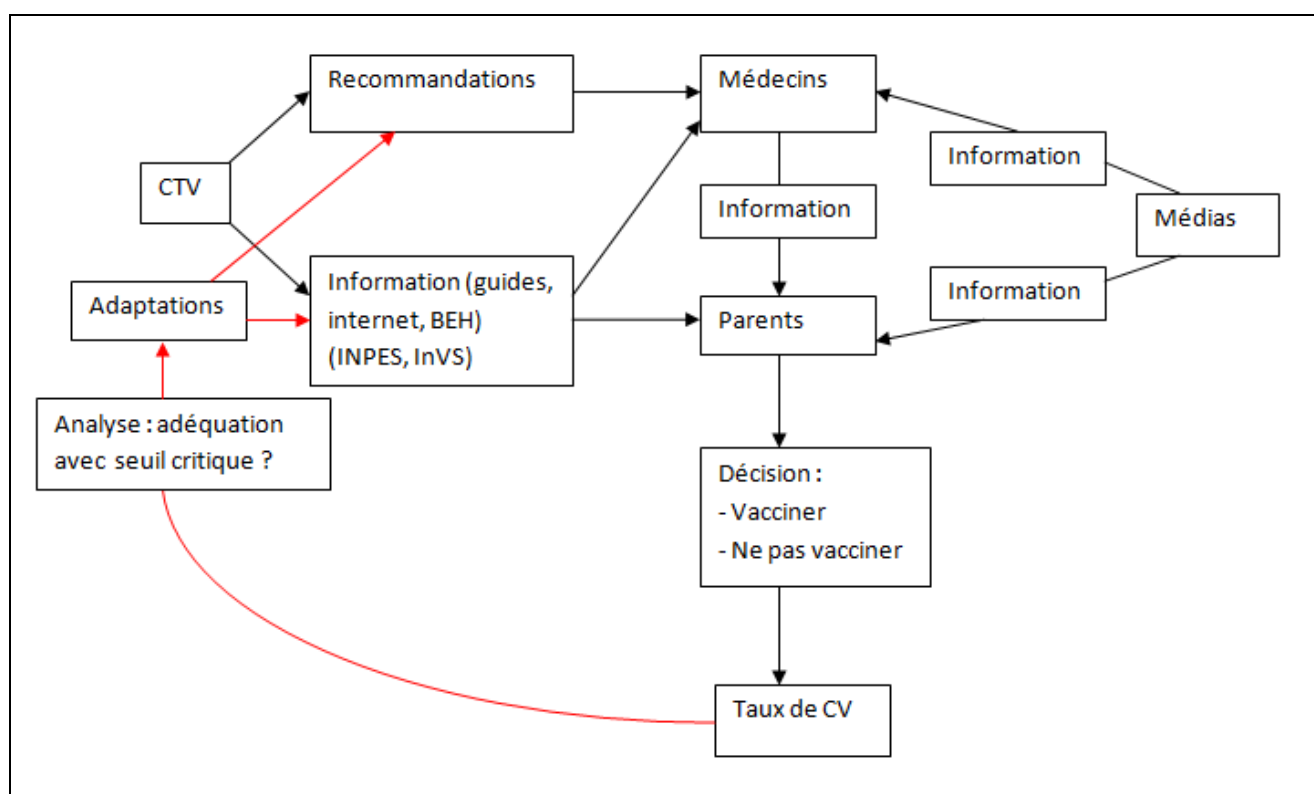 Recommandations
Médecins
Information
CTV
Information
Médias
Adaptations
Information (guides,
internet, BEH)
(INPES, InVS)
Parents
Information
Analyse : adéquation
avec seuil critique ?
Décision :
- Vacciner
- Ne pas vacciner
Taux de CV